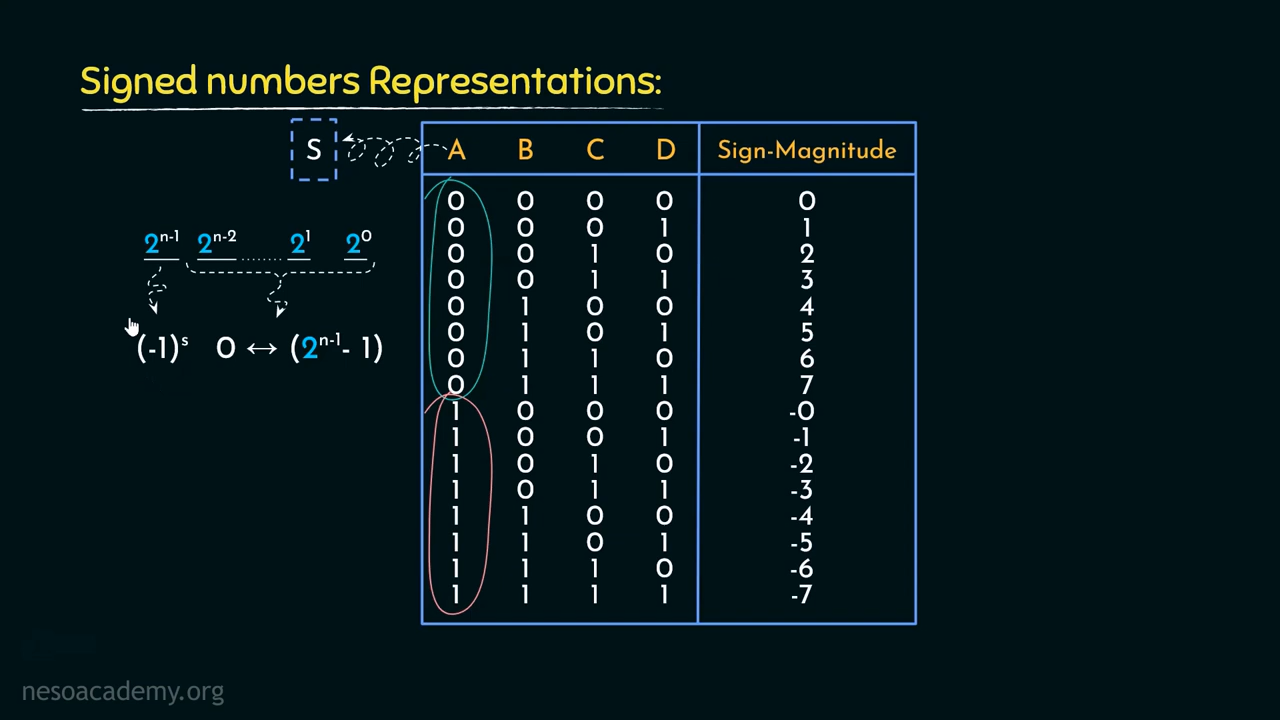 Signed numbers Representations:
S
A B C D Sign-Magnitude
0 0 0 0 0
0 0 0 1 1
0 0 1 0 2
0 0 1 1 3
0 1 0 0 4
0 1 0 1 5
0 1 1 0 6
0 1 1 1 7
1 0 0 0 -0
1 0 0 1 -1
1 0 1 0 -2
1 0 1 1 -3
1 1 0 0 -4
1 1 0 1 -5
1 1 1 0 -6
1 1 1 1 -7
2ⁿ⁻¹ 2ⁿ⁻² ........ 2¹ 2⁰
(-1)ˢ 0 ↔ (2ⁿ⁻¹- 1)
nesoacademy.org